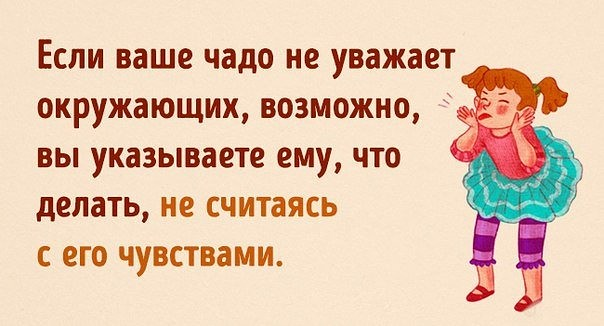 Если ваше чадо не уважает
окружающих, возможно,
вы указываете ему, что
делать, не считаясь
с его чувствами.